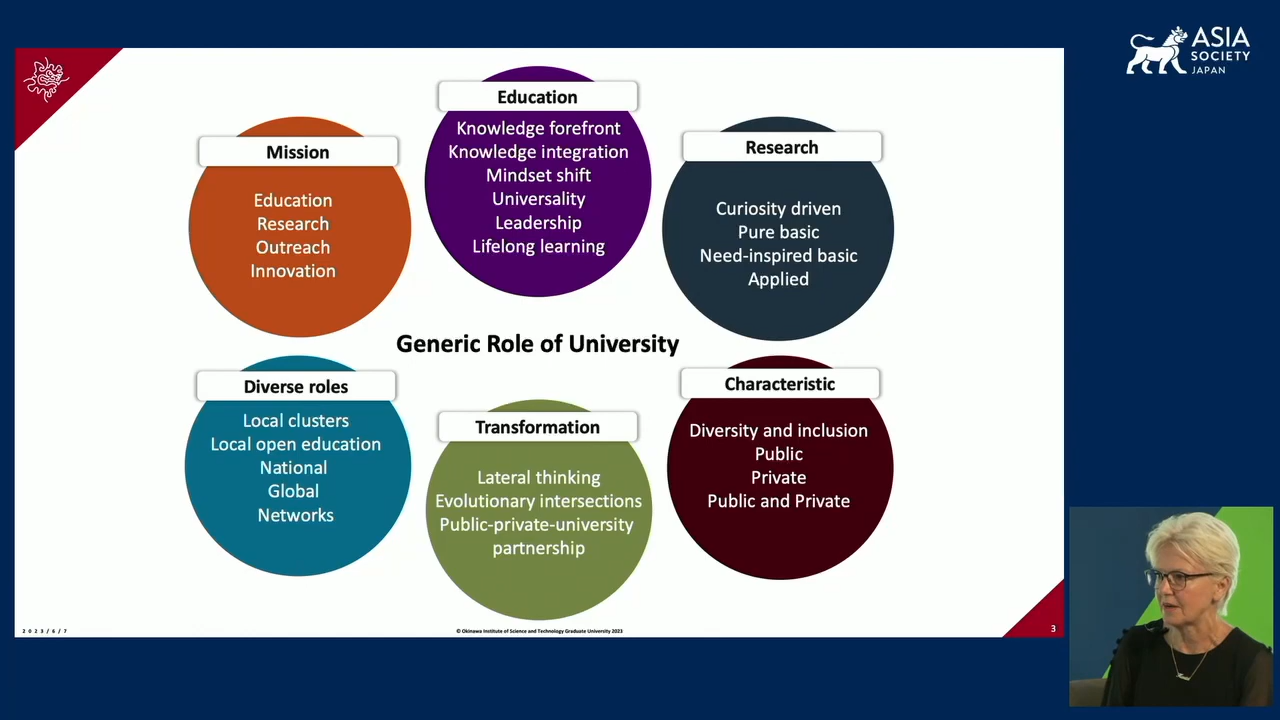 ASIA
SOCIETY
JAPAN
Education
Knowledge forefront
Knowledge integration
Mindset shift
Universality
Leadership
Lifelong learning
Mission
Education
Research
Outreach
Innovation
Research
Curiosity driven
Pure basic
Need-inspired basic
Applied
Generic Role of University
Diverse roles
Local clusters
Local open education
National
Global
Networks
Transformation
Lateral thinking
Evolutionary intersections
Public-private-university
partnership
Characteristic
Diversity and inclusion
Public
Private
Public and Private
2023/6/7
© Okinawa Institute of Science and Technology Graduate University 2023
3